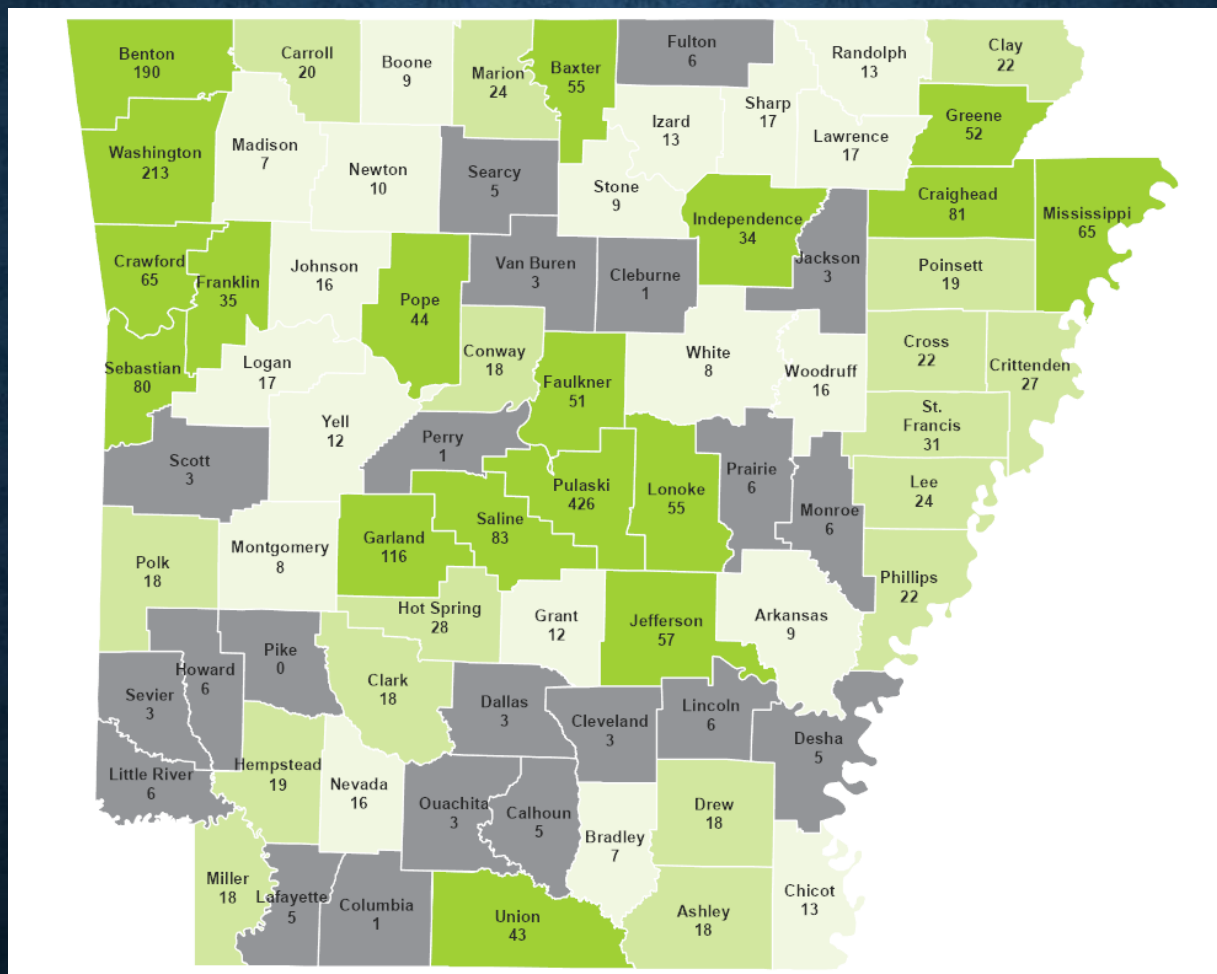 Benton
190
Carroll
20
Boone
9
Marion
24
Baxter
55
Fulton
6
Randolph
13
Clay
22
Washington
213
Madison
7
Newton
10
Searcy
5
Stone
9
Izard
13
Sharp
17
Lawrence
17
Greene
52
Independence
34
Craighead
81
Mississippi
65
Crawford
65
Franklin
35
Johnson
16
Pope
44
Van Buren
3
Cleburne
1
Jackson
3
Poinsett
19
Sebastian
80
Logan
17
Conway
18
Faulkner
51
White
8
Woodruff
16
Cross
22
Crittenden
27
Yell
12
St.
Francis
31
Scott
3
Perry
1
Pulaski
426
Lonoke
55
Prairie
6
Monroe
6
Lee
24
Polk
18
Montgomery
8
Garland
116
Saline
83
Phillips
22
Hot Spring
28
Grant
12
Jefferson
57
Arkansas
9
Sevier
3
Howard
6
Pike
0
Clark
18
Dallas
3
Cleveland
3
Lincoln
6
Desha
5
Little River
6
Hempstead
19
Nevada
16
Ouachita
3
Calhoun
5
Bradley
7
Drew
18
Miller
18
Lafayette
5
Columbia
1
Union
43
Ashley
18
Chicot
13